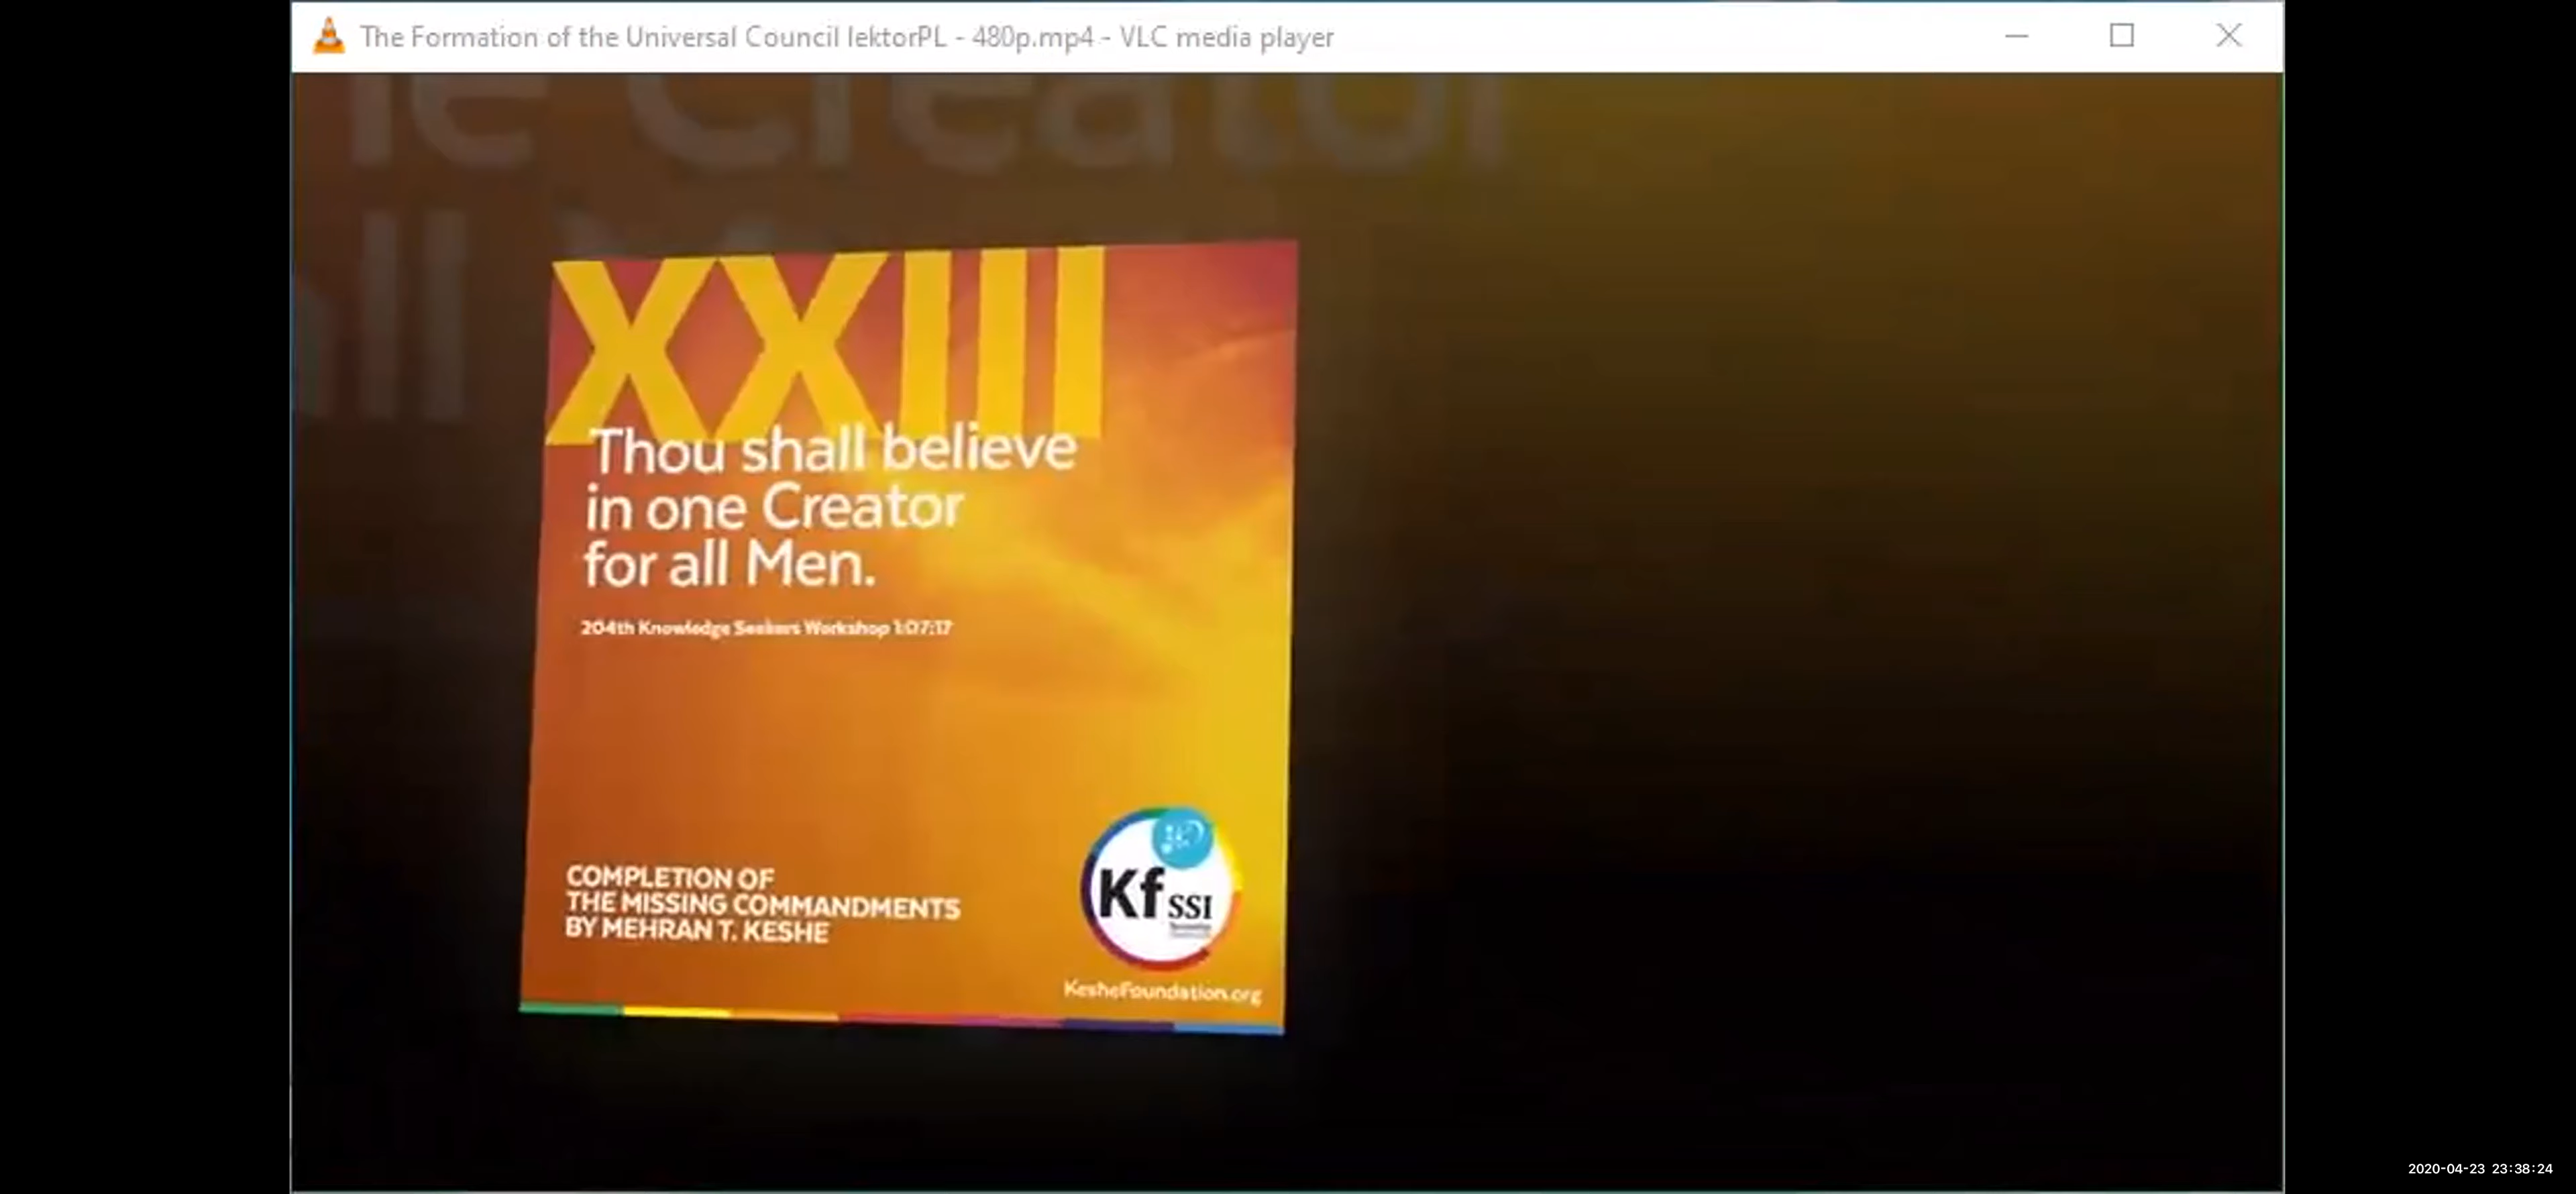 The Formation of the Universal Council lektorPL - 480p.mp4 - VLC media player
XXIII
Thou shall believe
in one Creator
for all Men.
204th Knowledge Seekers Workshop 1:07:17
COMPLETION OF
THE MISSING COMMANDMENTS
BY MEHRAN T. KESHE
Kf SSI
KesheFoundation.org
2020-04-23 23:38:24